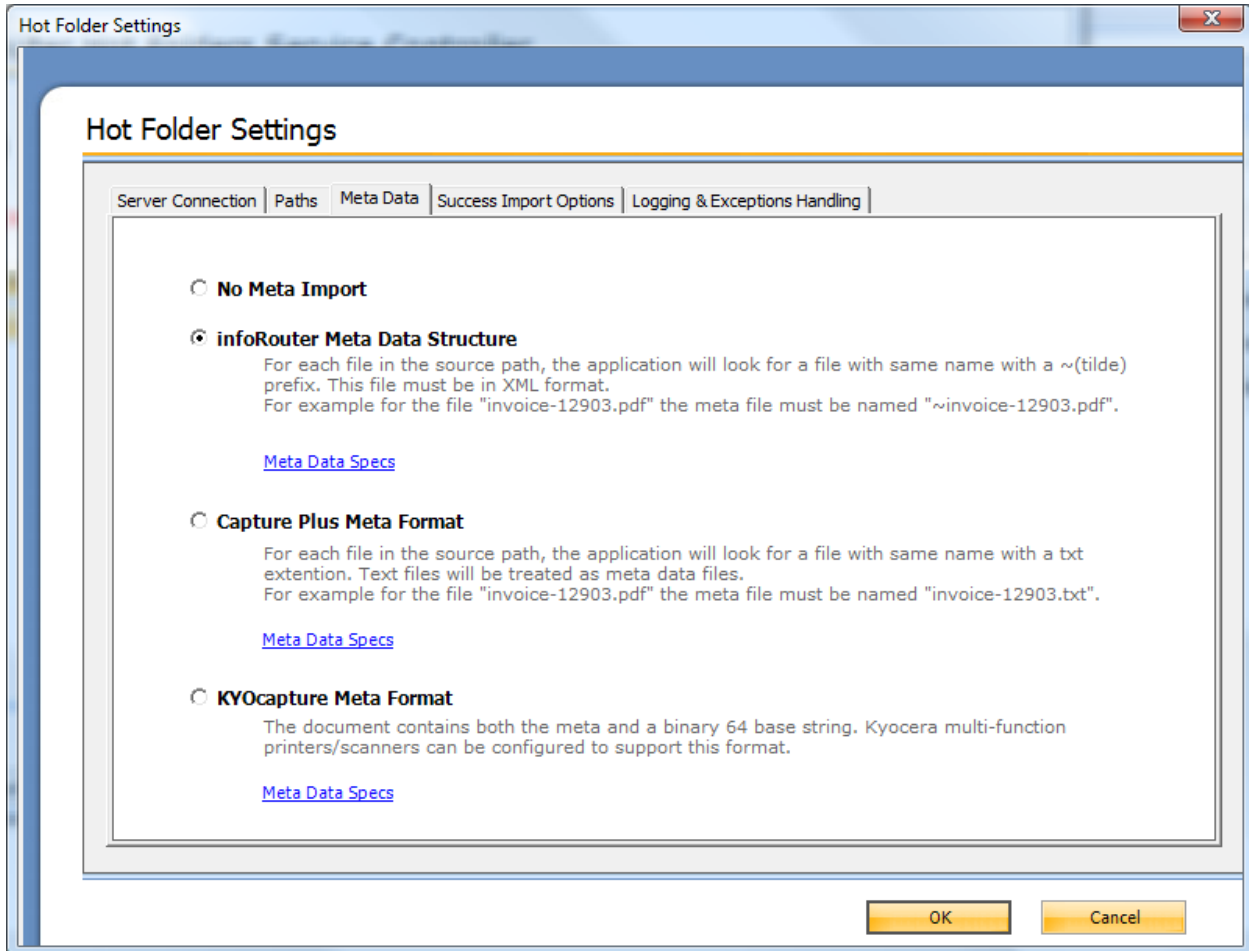 Hot Folder Settings
Hot Folder Settings
Server Connection Paths Meta Data Success Import Options Logging & Exceptions Handling
No Meta Import
infoRouter Meta Data Structure
For each file in the source path, the application will look for a file with same name with a ~(tilde)
prefix. This file must be in XML format.
For example for the file "invoice-12903.pdf" the meta file must be named "~invoice-12903.pdf".
Meta Data Specs
Capture Plus Meta Format
For each file in the source path, the application will look for a file with same name with a txt
extention. Text files will be treated as meta data files.
For example for the file "invoice-12903.pdf" the meta file must be named "invoice-12903.txt".
Meta Data Specs
KYOcapture Meta Format
The document contains both the meta and a binary 64 base string. Kyocera multi-function
printers/scanners can be configured to support this format.
Meta Data Specs
OK Cancel